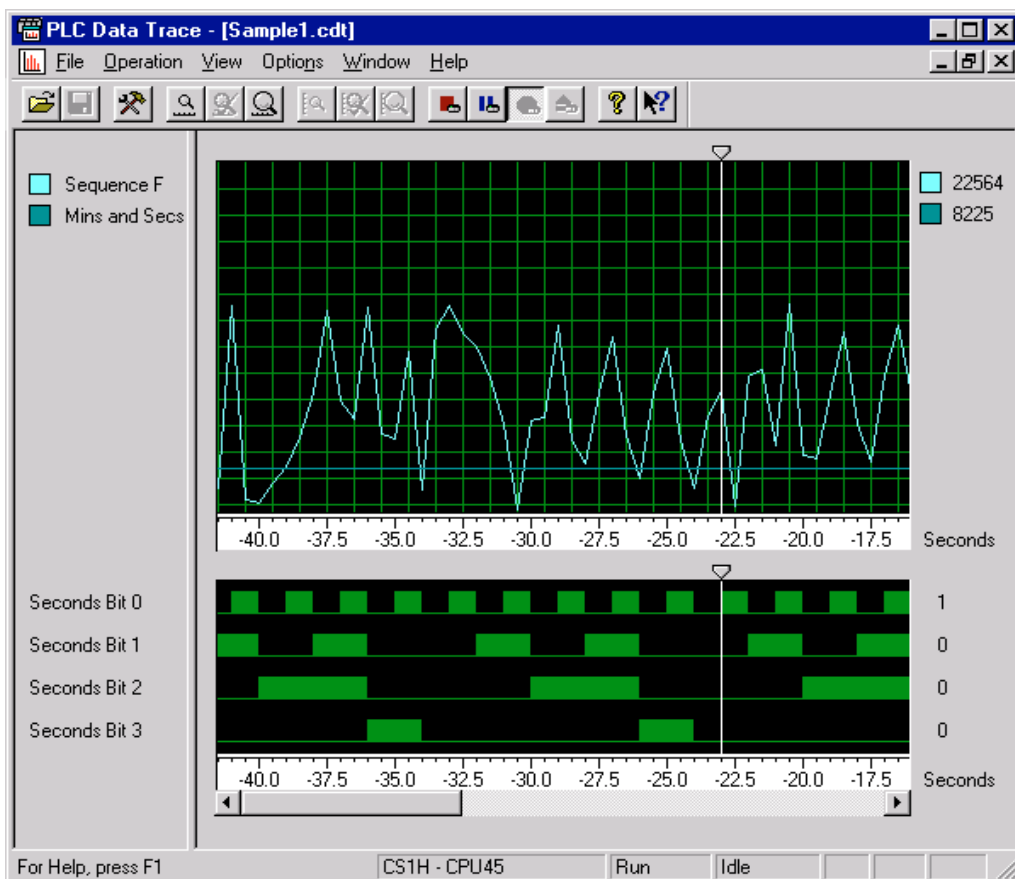 PLC Data Trace - [Sample1.cdt]
File Operation View Options Window Help
Sequence F
Mins and Secs
22564
8225
-40.0 -37.5 -35.0 -32.5 -30.0 -27.5 -25.0 -22.5 -20.0 -17.5 Seconds
Seconds Bit 0 1
Seconds Bit 1 0
Seconds Bit 2 0
Seconds Bit 3 0
-40.0 -37.5 -35.0 -32.5 -30.0 -27.5 -25.0 -22.5 -20.0 -17.5 Seconds
For Help, press F1 CS1H - CPU45 Run Idle